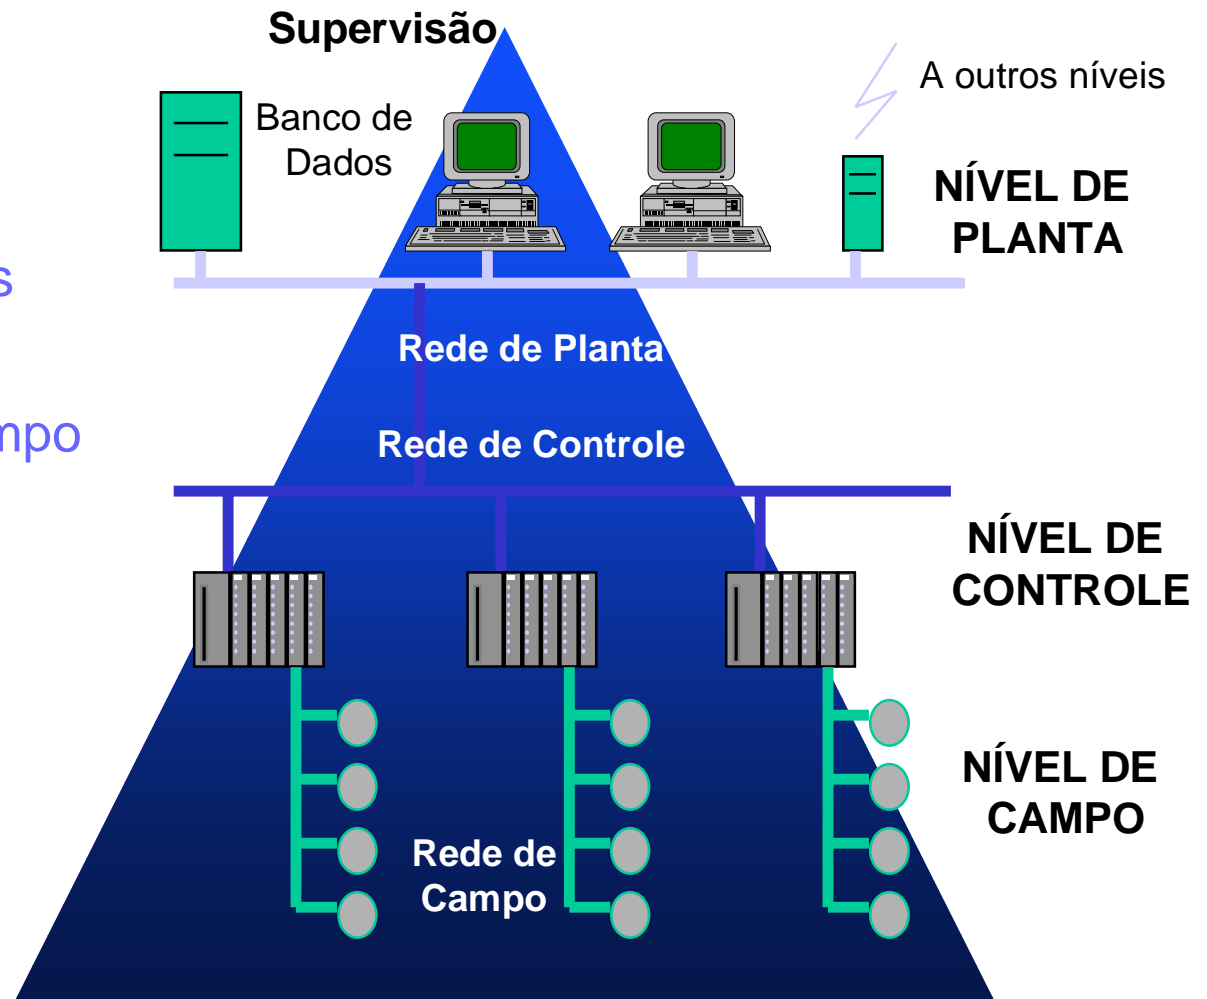 Supervisão
A outros níveis
Banco de
Dados
NÍVEL DE
PLANTA
Rede de Planta
Rede de Controle
NÍVEL DE
CONTROLE
NÍVEL DE
CAMPO
Rede de
Campo